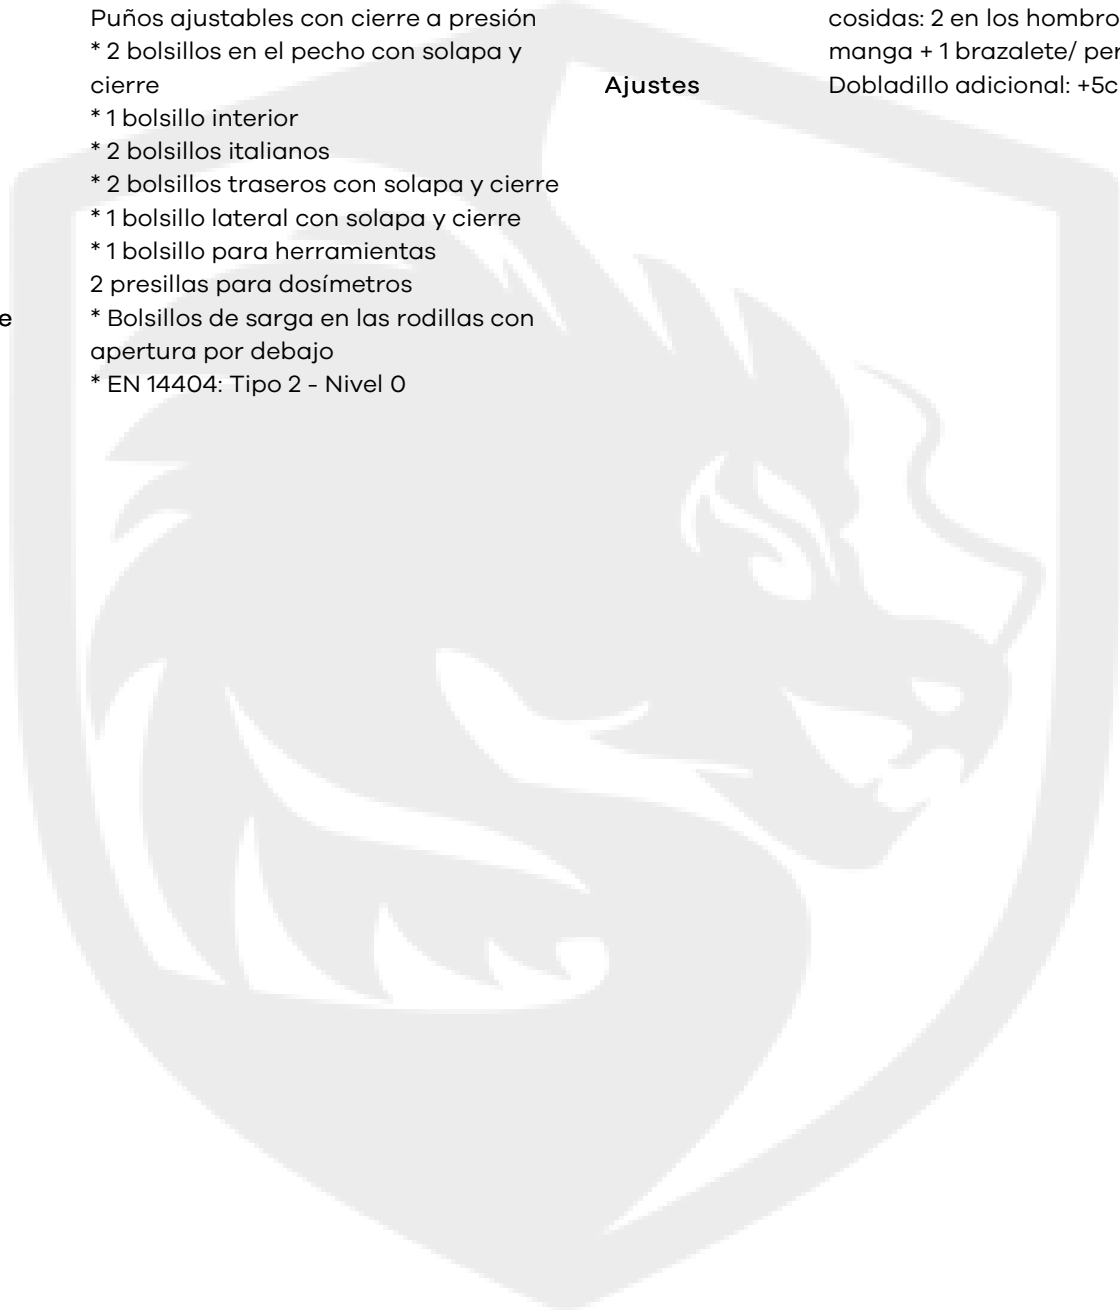 Puños ajustables con cierre a presión
* 2 bolsillos en el pecho con solapa y
cierre
* 1 bolsillo interior
* 2 bolsillos italianos
* 2 bolsillos traseros con solapa y cierre
* 1 bolsillo lateral con solapa y cierre
* 1 bolsillo para herramientas
2 presillas para dosímetros
* Bolsillos de sarga en las rodillas con
apertura por debajo
* EN 14404: Tipo 2 - Nivel 0
cosidas: 2 en los hombro
manga + 1 brazalete/
Ajustes
Dobladillo adicional: +5c